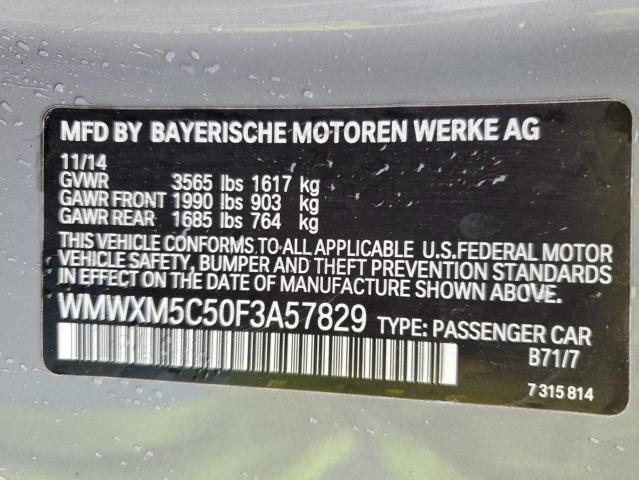 MFD BY BAYERISCHE MOTOREN WERKE AG
11/14
GVWR 3565 lbs 1617 kg
GAWR FRONT 1990 lbs 903 kg
GAWR REAR 1685 lbs 764 kg
THIS VEHICLE CONFORMS TO ALL APPLICABLE U.S.FEDERAL MOTOR
VEHICLE SAFETY, BUMPER AND THEFT PREVENTION STANDARDS
IN EFFECT ON THE DATE OF MANUFACTURE SHOWN ABOVE.
WMWXM5C50F3A57829 TYPE: PASSENGER CAR
B71/7
7 315 814